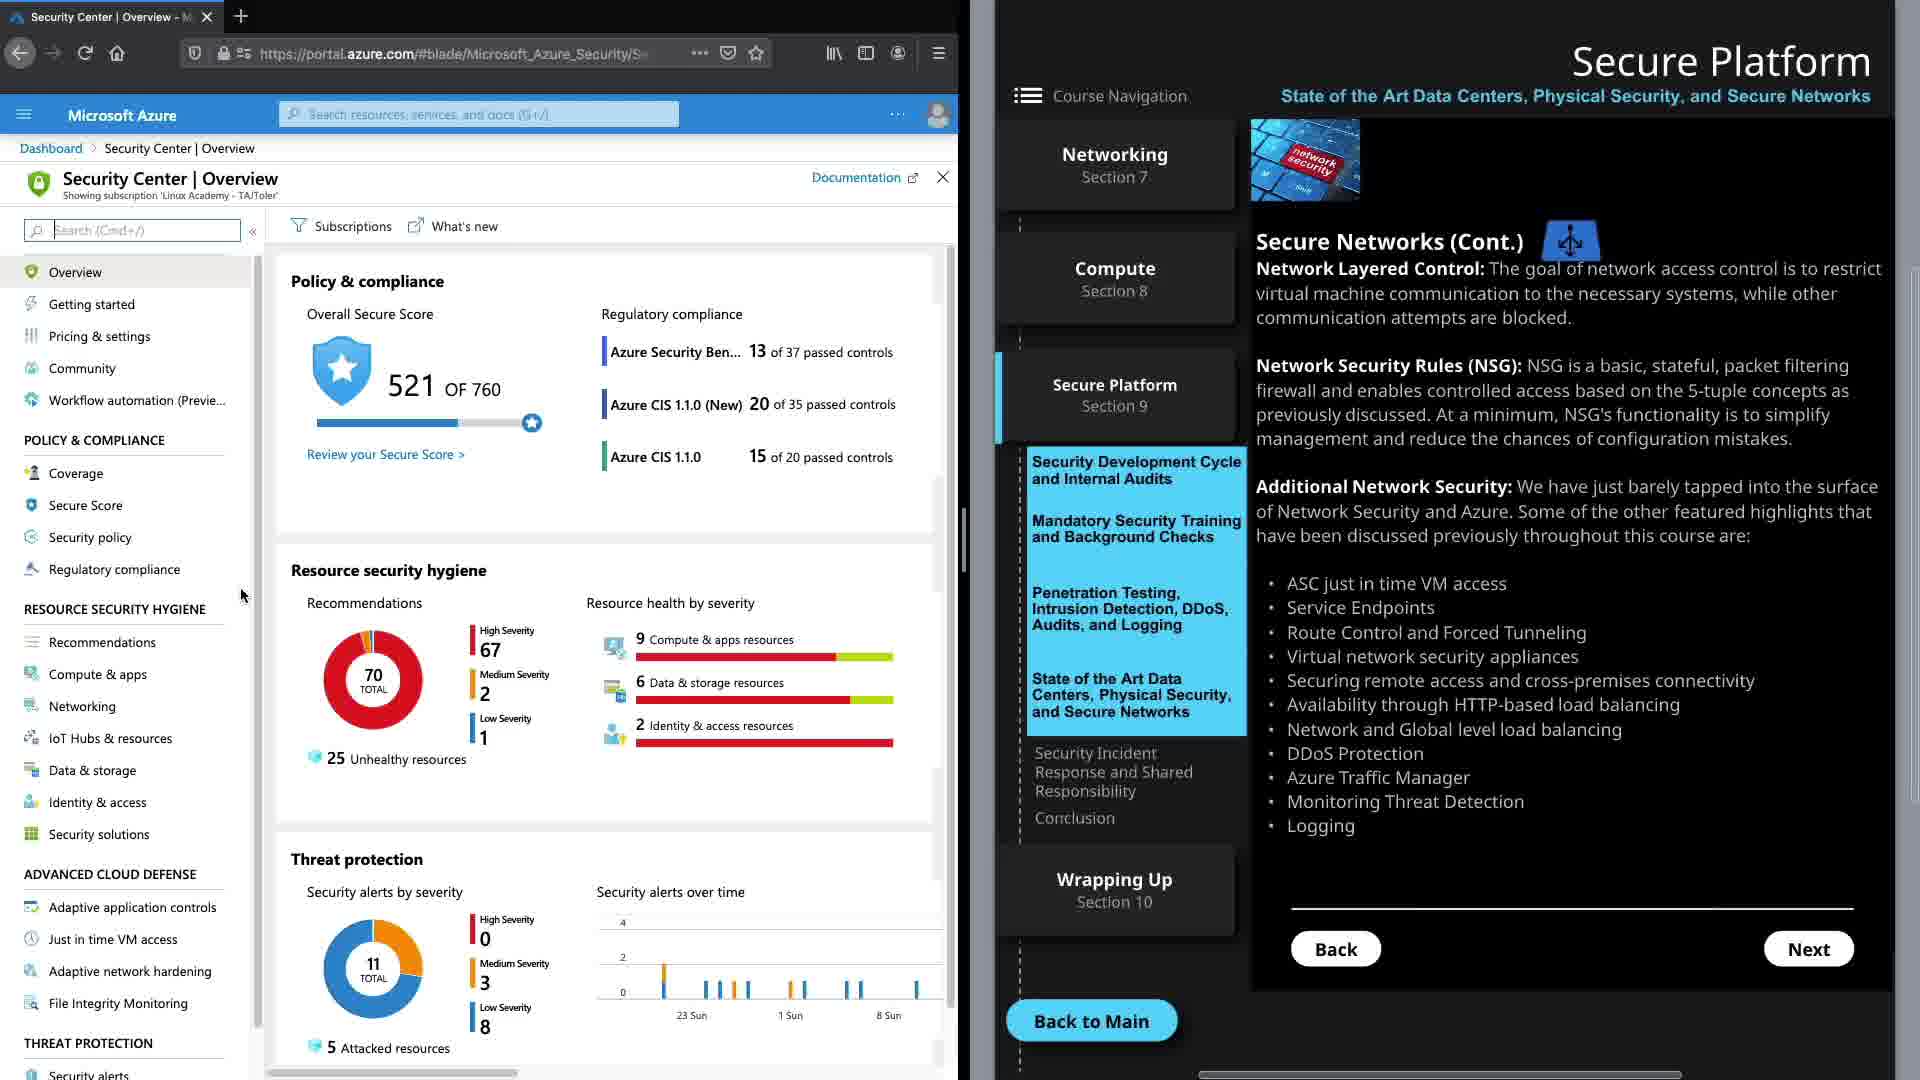 Security Center | Overview - M
https://portal.azure.com/#blade/Microsoft_Azure_Security/Se
Microsoft Azure
Search resources, services, and docs (G+/)
Dashboard > Security Center | Overview
Security Center | Overview
Showing subscription 'Linux Academy - TA/Toler'
Documentation
Search (Cmd+/)
«
Overview
Getting started
Pricing & settings
Community
Workflow automation (Previe...
POLICY & COMPLIANCE
Coverage
Secure Score
Security policy
Regulatory compliance
RESOURCE SECURITY HYGIENE
Recommendations
Compute & apps
Networking
IoT Hubs & resources
Data & storage
Identity & access
Security solutions
ADVANCED CLOUD DEFENSE
Adaptive application controls
Just in time VM access
Adaptive network hardening
File Integrity Monitoring
THREAT PROTECTION
Security alerts
Subscriptions
What's new
Policy & compliance
Overall Secure Score
521 OF 760
Review your Secure Score >
Regulatory compliance
Azure Security Ben... 13 of 37 passed controls
Azure CIS 1.1.0 (New) 20 of 35 passed controls
Azure CIS 1.1.0 15 of 20 passed controls
Resource security hygiene
Recommendations
70
TOTAL
High Severity
67
Medium Severity
2
Low Severity
1
25 Unhealthy resources
Resource health by severity
9 Compute & apps resources
6 Data & storage resources
2 Identity & access resources
Threat protection
Security alerts by severity
11
TOTAL
High Severity
0
Medium Severity
3
Low Severity
8
5 Attacked resources
Security alerts over time
4
2
0
23 Sun
1 Sun
8 Sun
Secure Platform
State of the Art Data Centers, Physical Security, and Secure Networks
Course Navigation
Networking
Section 7
Compute
Section 8
Secure Platform
Section 9
Security Development Cycle
and Internal Audits
Mandatory Security Training
and Background Checks
Penetration Testing,
Intrusion Detection, DDoS,
Audits, and Logging
State of the Art Data
Centers, Physical Security,
and Secure Networks
Security Incident
Response and Shared
Responsibility
Conclusion
Wrapping Up
Section 10
Back to Main
network
security
Secure Networks (Cont.)
Network Layered Control: The goal of network access control is to restrict
virtual machine communication to the necessary systems, while other
communication attempts are blocked.
Network Security Rules (NSG): NSG is a basic, stateful, packet filtering
firewall and enables controlled access based on the 5-tuple concepts as
previously discussed. At a minimum, NSG's functionality is to simplify
management and reduce the chances of configuration mistakes.
Additional Network Security: We have just barely tapped into the surface
of Network Security and Azure. Some of the other featured highlights that
have been discussed previously throughout this course are:
• ASC just in time VM access
• Service Endpoints
• Route Control and Forced Tunneling
• Virtual network security appliances
• Securing remote access and cross-premises connectivity
• Availability through HTTP-based load balancing
• Network and Global level load balancing
• DDoS Protection
• Azure Traffic Manager
• Monitoring Threat Detection
• Logging
Back
Next